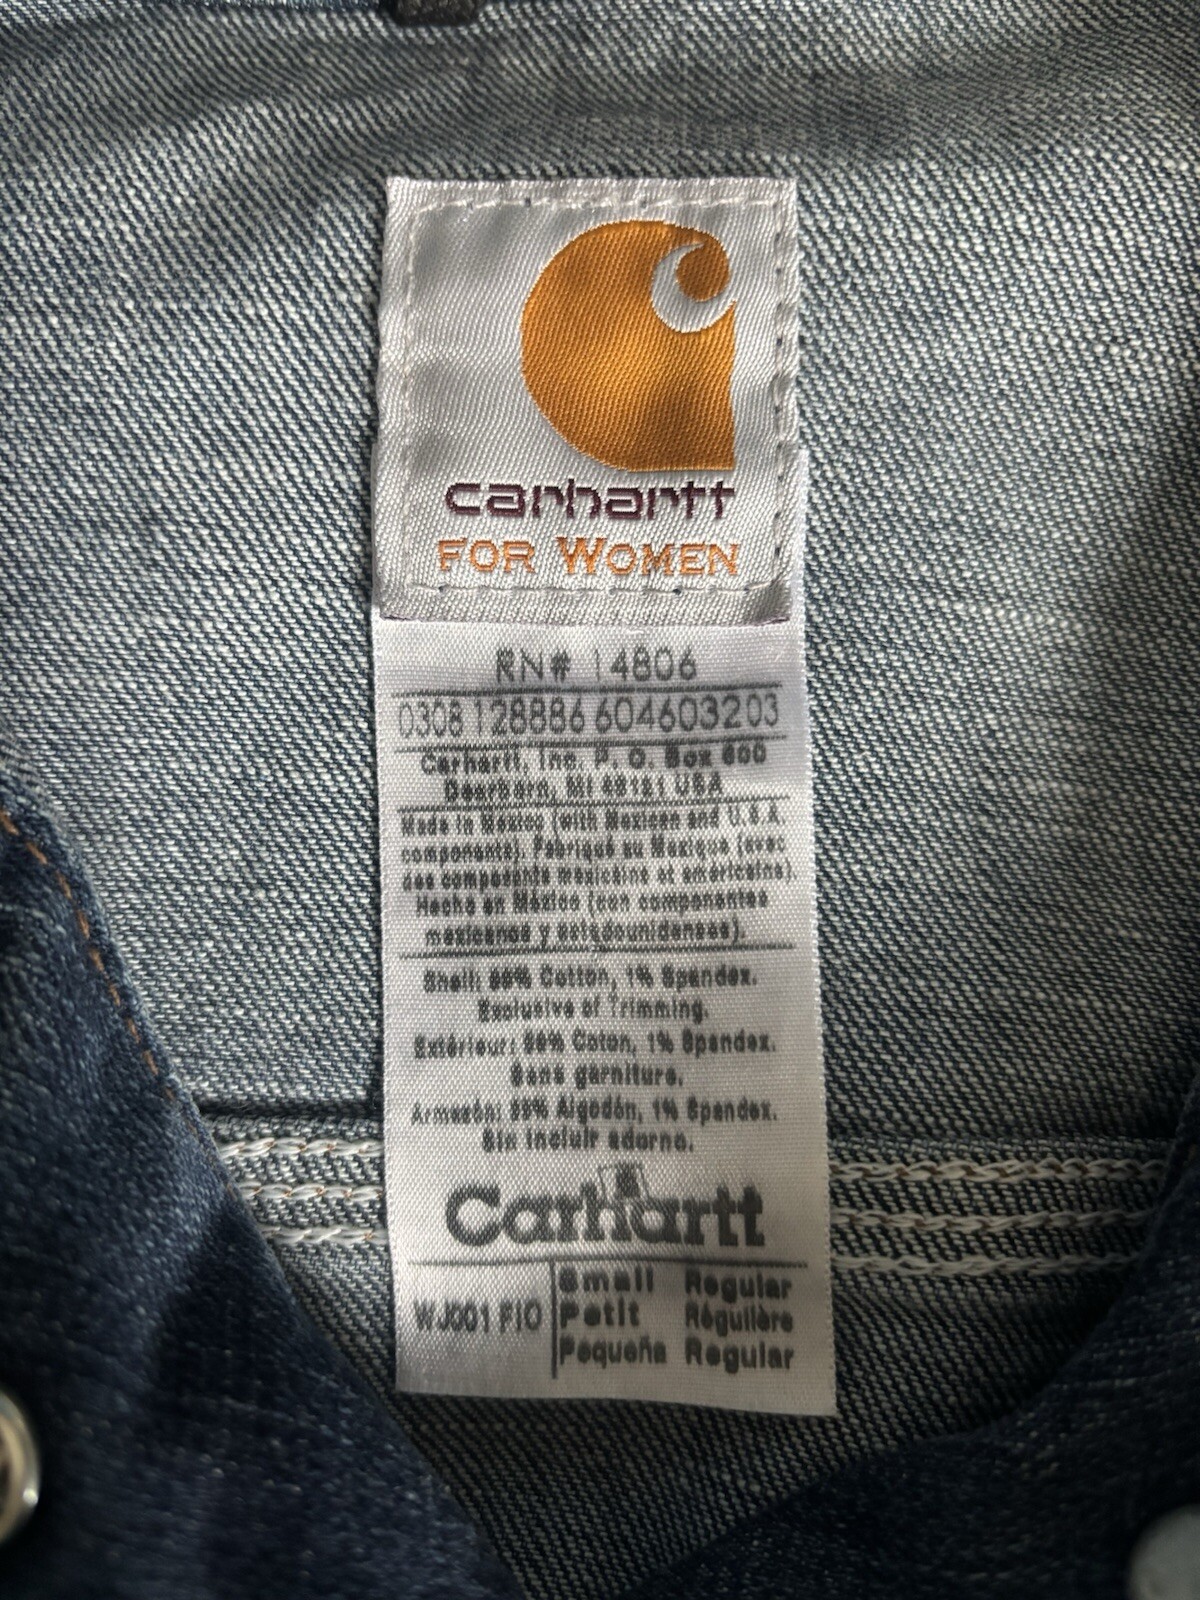 carhartt
FOR WOMEN
RN# 14806
0308 128886 604603203
Carhartt, Inc. P. O. Box 600
Dearborn, MI 48121 USA
Made in Mexico (with Mexican and U.S.A.
components). Fabriqué au Mexique (avec
des composants mexicains et américains).
Hecho en México (con componentes
mexicanos y estadounidenses).
Shell: 99% Cotton, 1% Spandex.
Exclusive of Trimming.
Extérieur: 99% Coton, 1% Spandex.
Sans garniture.
Armazón: 99% Algodón, 1% Spandex.
Sin incluir adorno.
Carhartt
WJ001 FIO
Small Regular
Petit Régulière
Pequeña Regular